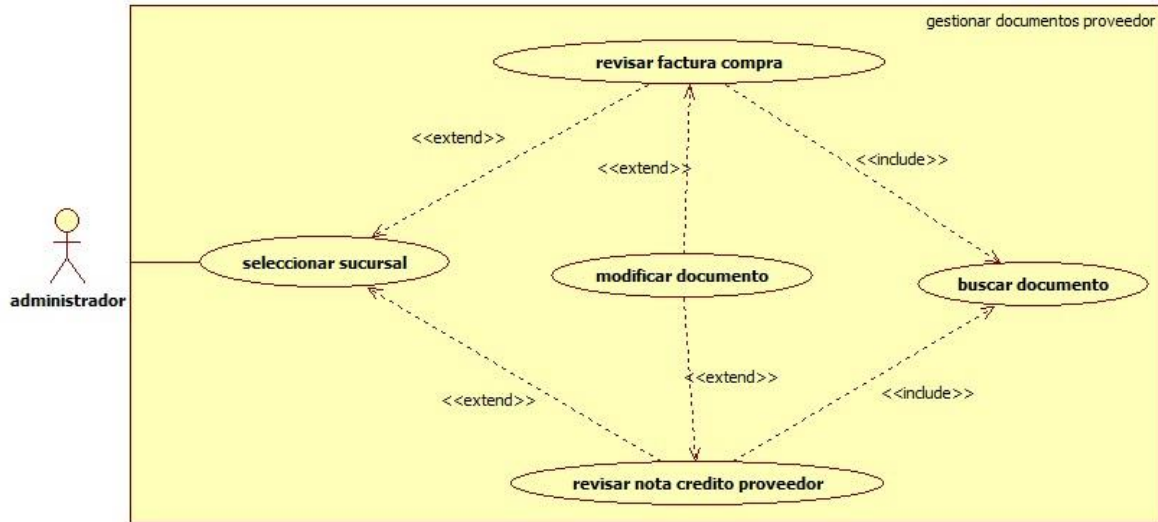 gestionar documentos proveedor
revisar factura compra
<<extend>>
<<extend>>
<<include>>
administrador
seleccionar sucursal
modificar documento
buscar documento
<<extend>>
<<extend>>
<<include>>
revisar nota credito proveedor